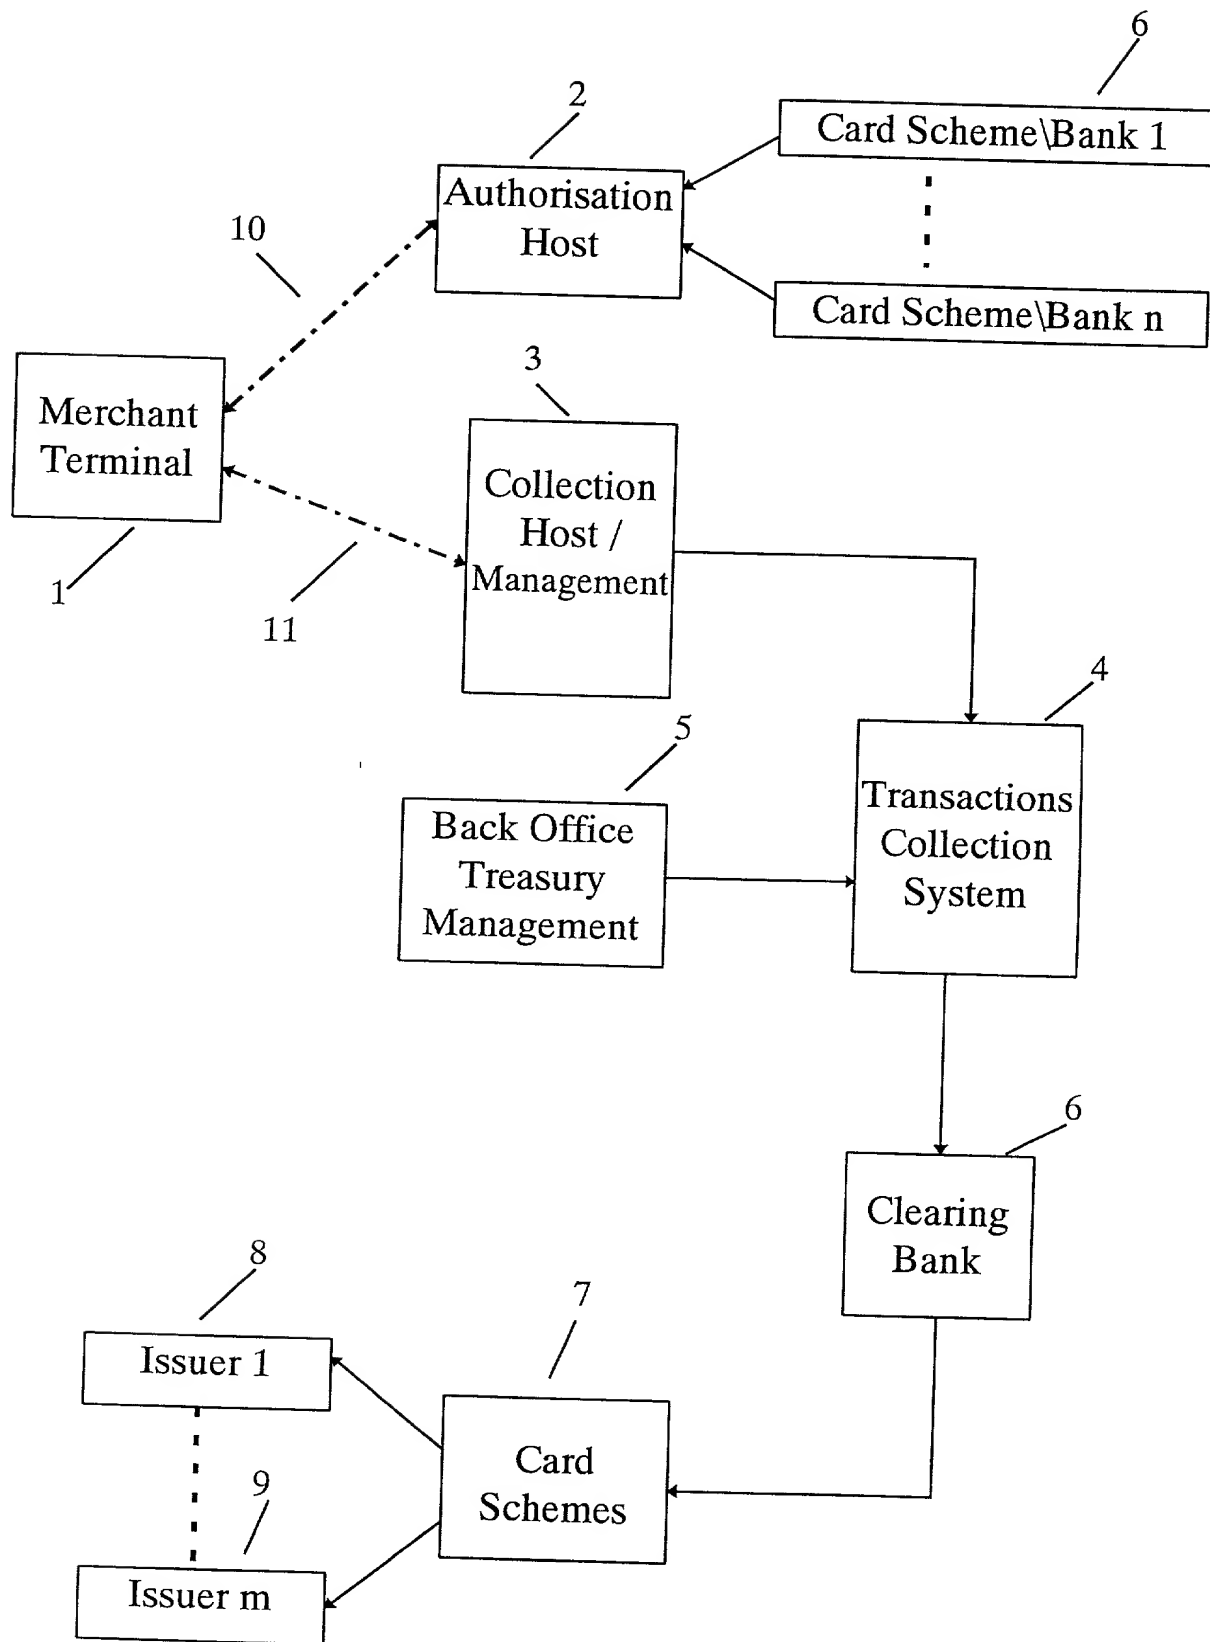 6
2
Card Scheme\Bank 1
Authorisation
Host
10
Card Scheme\Bank n
3
Merchant
Terminal
Collection
Host /
Management
1
11
4
5
Transactions
Collection
System
Back Office
Treasury
Management
6
Clearing
Bank
8
7
Issuer 1
Card
Schemes
9
Issuer m